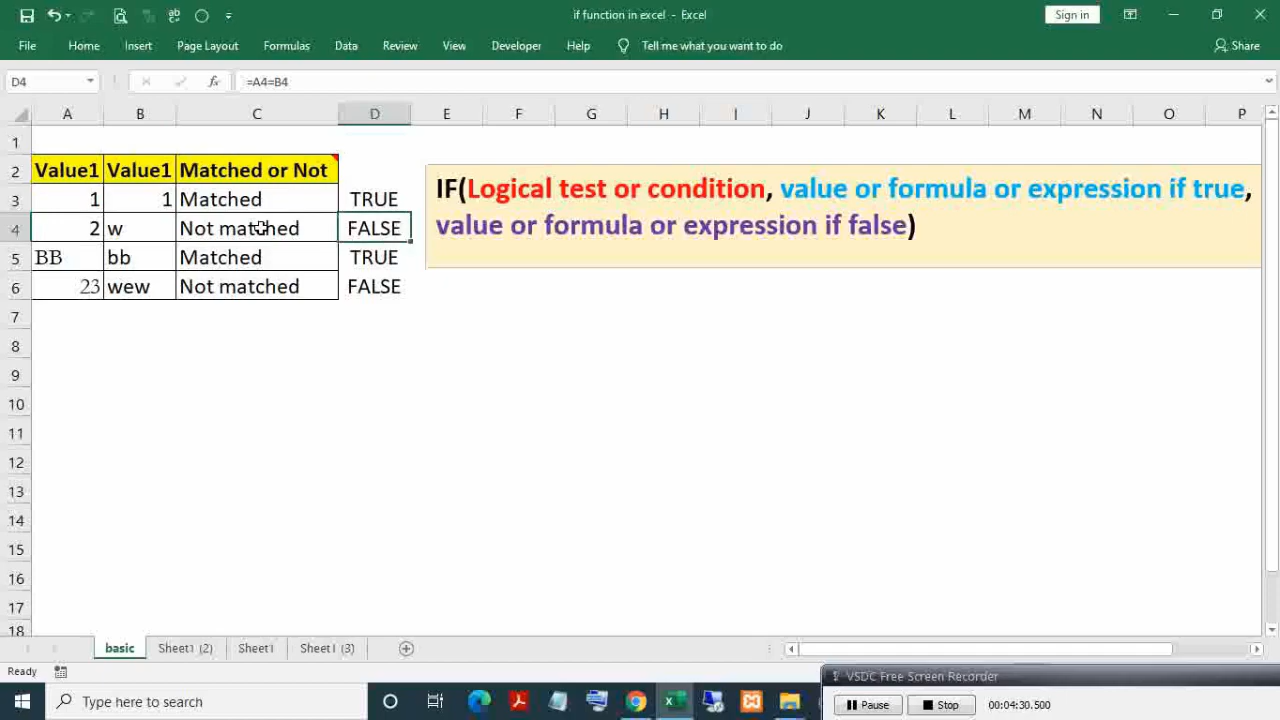 if function in excel - Excel
Sign in
File Home Insert Page Layout Formulas Data Review View Developer Help Tell me what you want to do Share
D4 fx =A4=B4
A B C D E F G H I J K L M N O P
1
2 Value1 Value1 Matched or Not
3 1 1 Matched TRUE
4 2 w Not matched FALSE
5 BB bb Matched TRUE
6 23 wew Not matched FALSE
IF(Logical test or condition, value or formula or expression if true,
value or formula or expression if false)
7
8
9
10
11
12
13
14
15
16
17
18
basic Sheet1 (2) Sheet1 Sheet1 (3)
Ready
VSDC Free Screen Recorder
Type here to search
Pause Stop 00:04:30.500